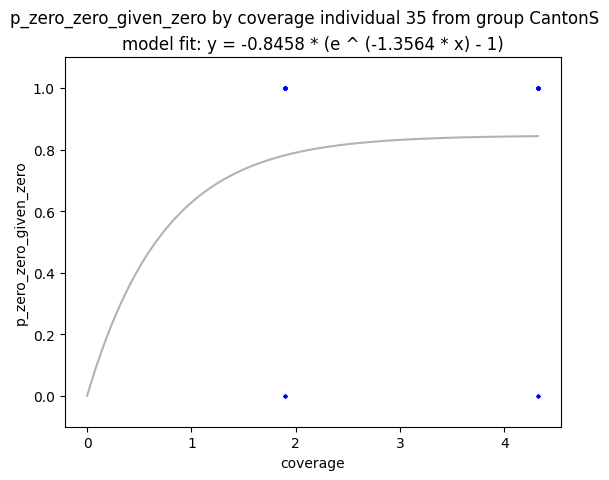 p_zero_zero_given_zero by coverage individual 35 from group CantonS
model fit: y = -0.8458 * (e ^ (-1.3564 * x) - 1)
1.0
0.8
0.6
0.4
0.2
0.0
p_zero_zero_given_zero
0 1 2 3 4
coverage